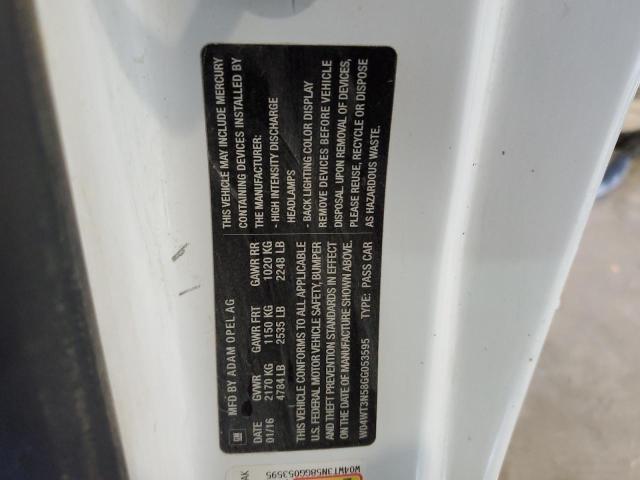 MFD BY ADAM OPEL AG
DATE GVWR GAWR FRT GAWR RR
01/16 2170 KG 1150 KG 1020 KG
4784 LB 2535 LB 2248 LB
THIS VEHICLE CONFORMS TO ALL APPLICABLE
U.S. FEDERAL MOTOR VEHICLE SAFETY, BUMPER
AND THEFT PREVENTION STANDARDS IN EFFECT
ON THE DATE OF MANUFACTURE SHOWN ABOVE.
W04WT3N58GG053595 TYPE: PASS CAR
THIS VEHICLE MAY INCLUDE MERCURY
CONTAINING DEVICES INSTALLED BY
THE MANUFACTURER:
- HIGH INTENSITY DISCHARGE
HEADLAMPS
- BACK LIGHTING COLOR DISPLAY
REMOVE DEVICES BEFORE VEHICLE
DISPOSAL UPON REMOVAL OF DEVICES,
PLEASE REUSE, RECYCLE OR DISPOSE
AS HAZARDOUS WASTE.
GM
W04WT3N58GG053595